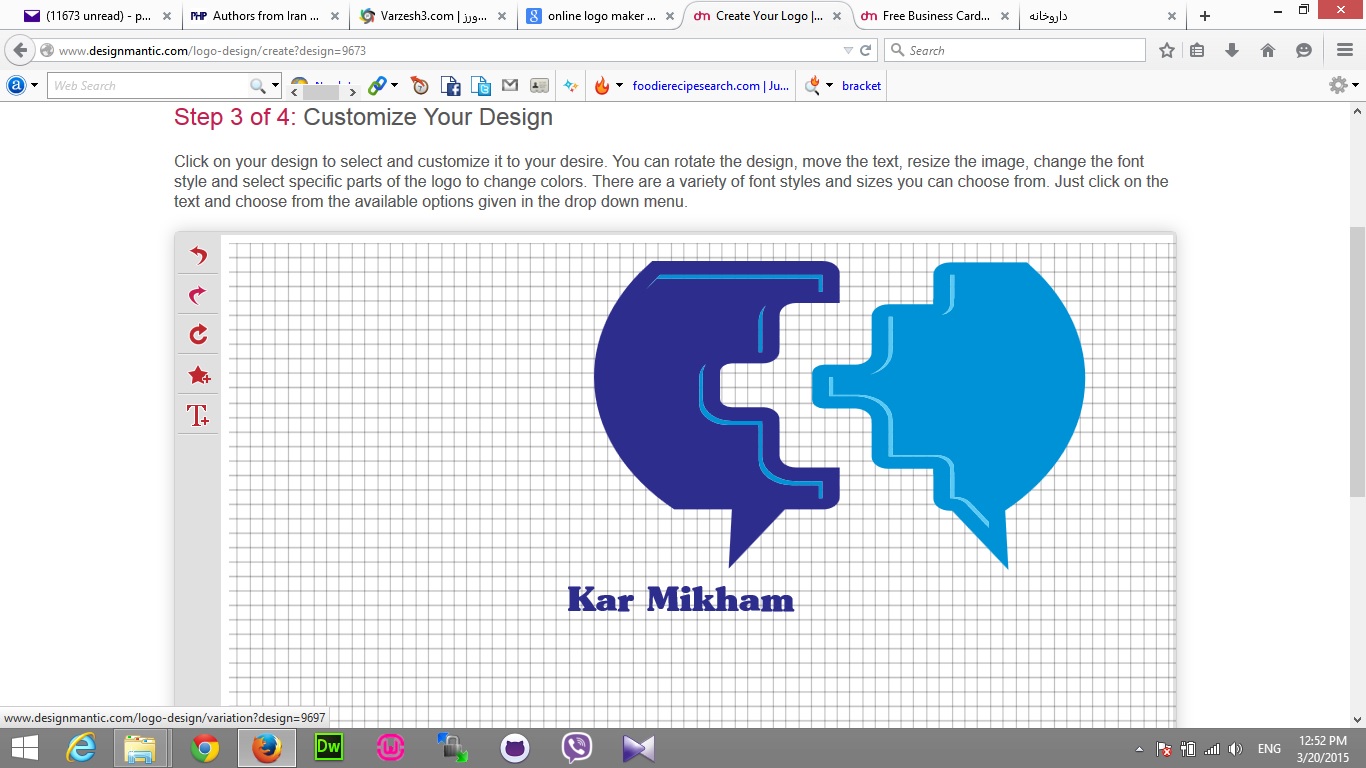 (11673 unread) - p...
Authors from Iran ...
Varzesh3.com | ورز...
online logo maker ...
Create Your Logo |...
Free Business Card...
داروخانه
www.designmantic.com/logo-design/create?design=9673
Search
Web Search
foodierecipesearch.com | Ju...
bracket
Step 3 of 4: Customize Your Design
Click on your design to select and customize it to your desire. You can rotate the design, move the text, resize the image, change the font
style and select specific parts of the logo to change colors. There are a variety of font styles and sizes you can choose from. Just click on the
text and choose from the available options given in the drop down menu.
Kar Mikham
www.designmantic.com/logo-design/variation?design=9697
Dw
ENG
12:52 PM
3/20/2015